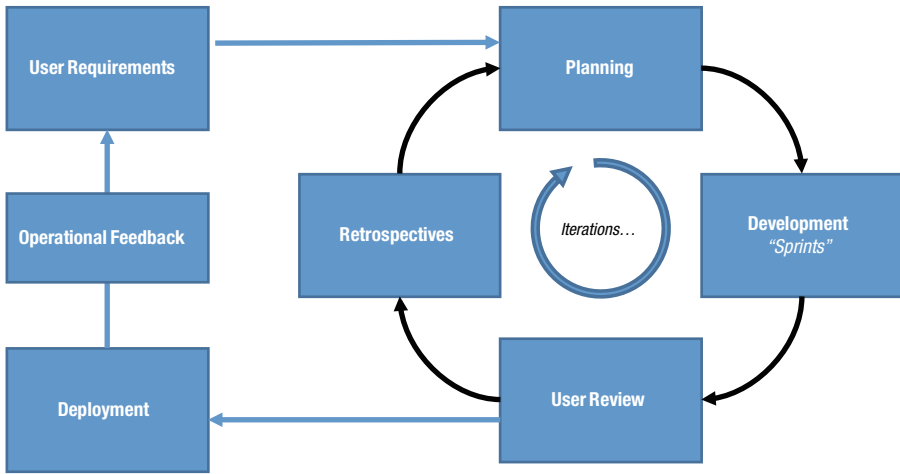 User Requirements
Planning
Operational Feedback
Retrospectives
Iterations…
Development
“Sprints”
Deployment
User Review